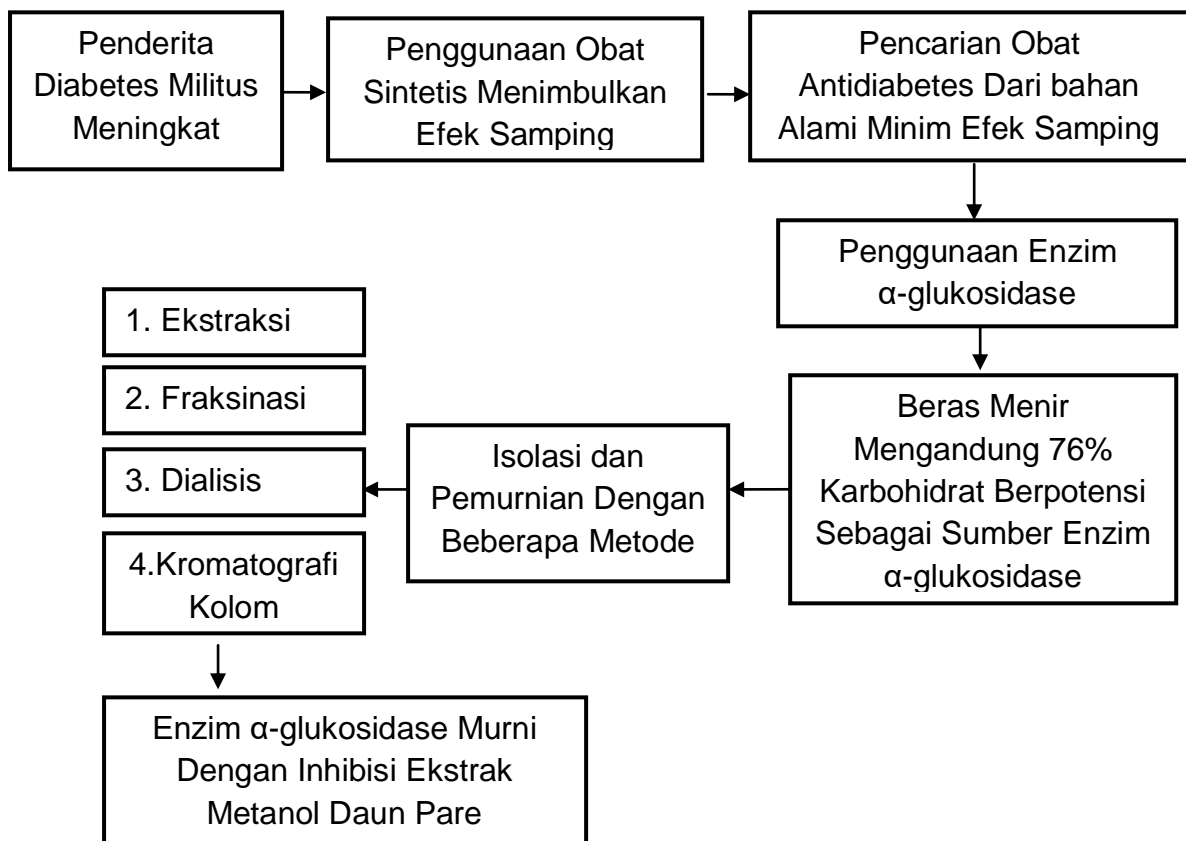 Penderita
Diabetes Militus
Meningkat
Penggunaan Obat
Sintetis Menimbulkan
Efek Samping
Pencarian Obat
Antidiabetes Dari bahan
Alami Minim Efek Samping
Penggunaan Enzim
α-glukosidase
Beras Menir
Mengandung 76%
Karbohidrat Berpotensi
Sebagai Sumber Enzim
α-glukosidase
Isolasi dan
Pemurnian Dengan
Beberapa Metode
1. Ekstraksi
2. Fraksinasi
3. Dialisis
4.Kromatografi
Kolom
Enzim α-glukosidase Murni
Dengan Inhibisi Ekstrak
Metanol Daun Pare